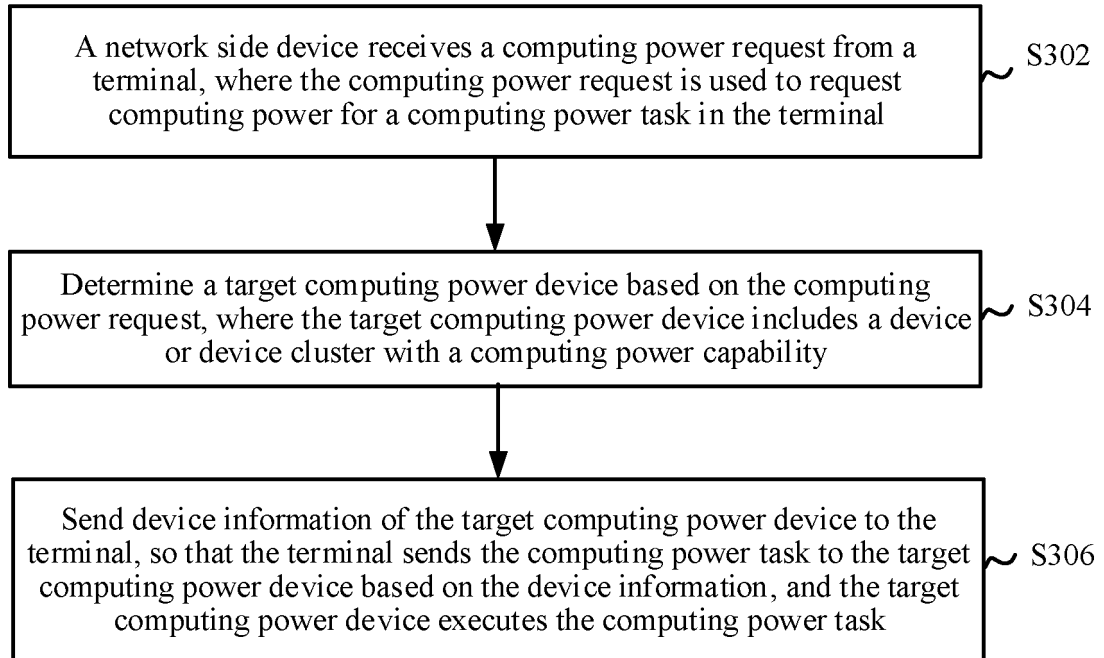 A network side device receives a computing power request from a
terminal, where the computing power request is used to request
computing power for a computing power task in the terminal
S302
Determine a target computing power device based on the computing
power request, where the target computing power device includes a device
or device cluster with a computing power capability
S304
Send device information of the target computing power device to the
terminal, so that the terminal sends the computing power task to the target
computing power device based on the device information, and the target
computing power device executes the computing power task
S306